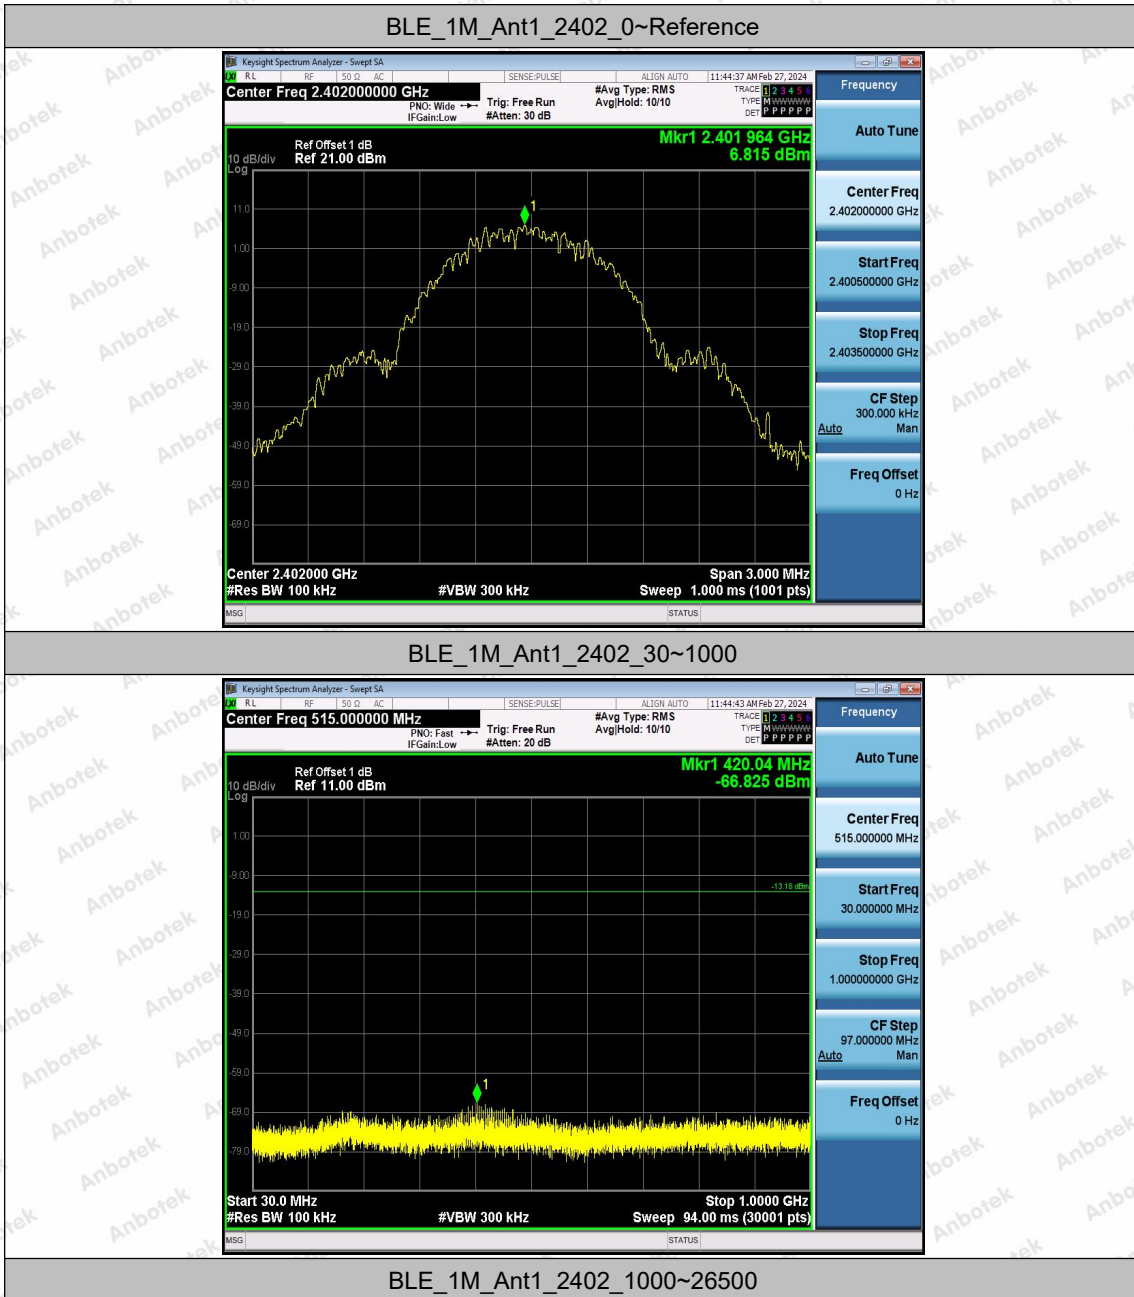 BLE_1M_Ant1_2402_0~Reference
Keysight Spectrum Analyzer - Swept SA
LXI RL RF 50 Ω AC SENSE:PULSE ALIGN AUTO 11:44:37 AM Feb 27, 2024
Center Freq 2.402000000 GHz
PNO: Wide
IFGain:Low
Trig: Free Run
#Atten: 30 dB
#Avg Type: RMS
Avg|Hold: 10/10
TRACE 1 2 3 4 5 6
TYPE M WWWWW
DET P P P P P P
Frequency
Auto Tune
Center Freq
2.402000000 GHz
Start Freq
2.400500000 GHz
Stop Freq
2.403500000 GHz
CF Step
300.000 kHz
Auto Man
Freq Offset
0 Hz
Ref Offset 1 dB
10 dB/div Ref 21.00 dBm
Log
Mkr1 2.401 964 GHz
6.815 dBm
1
11.0
1.00
-9.00
-19.0
-29.0
-39.0
-49.0
-59.0
-69.0
Center 2.402000 GHz Span 3.000 MHz
#Res BW 100 kHz #VBW 300 kHz Sweep 1.000 ms (1001 pts)
MSG STATUS
BLE_1M_Ant1_2402_30~1000
Keysight Spectrum Analyzer - Swept SA
LXI RL RF 50 Ω AC SENSE:PULSE ALIGN AUTO 11:44:43 AM Feb 27, 2024
Center Freq 515.000000 MHz
PNO: Fast
IFGain:Low
Trig: Free Run
#Atten: 20 dB
#Avg Type: RMS
Avg|Hold: 10/10
TRACE 1 2 3 4 5 6
TYPE M WWWWW
DET P P P P P P
Frequency
Auto Tune
Center Freq
515.000000 MHz
Start Freq
30.000000 MHz
Stop Freq
1.000000000 GHz
CF Step
97.000000 MHz
Auto Man
Freq Offset
0 Hz
Ref Offset 1 dB
10 dB/div Ref 11.00 dBm
Log
Mkr1 420.04 MHz
-66.825 dBm
1.00
-9.00
-13.18 dBm
-19.0
-29.0
-39.0
-49.0
-59.0
1
-69.0
-79.0
Start 30.0 MHz Stop 1.0000 GHz
#Res BW 100 kHz #VBW 300 kHz Sweep 94.00 ms (30001 pts)
MSG STATUS
BLE_1M_Ant1_2402_1000~26500
Anbotek